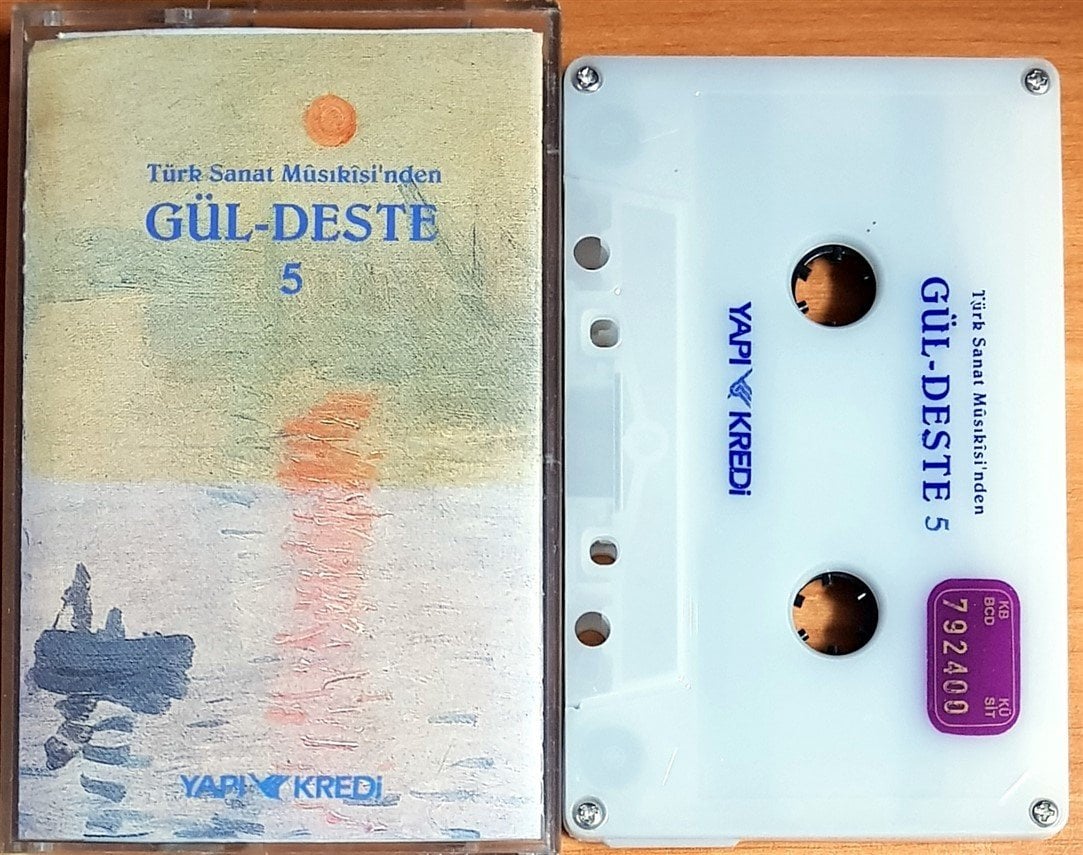 Türk Sanat Mûsıkîsi'nden
GÜL-DESTE
5
YAPI KREDİ
Türk Sanat Mûsıkîsi'nden
GÜL-DESTE 5
YAPI KREDİ
KB KÜ
BCD SİT
792400